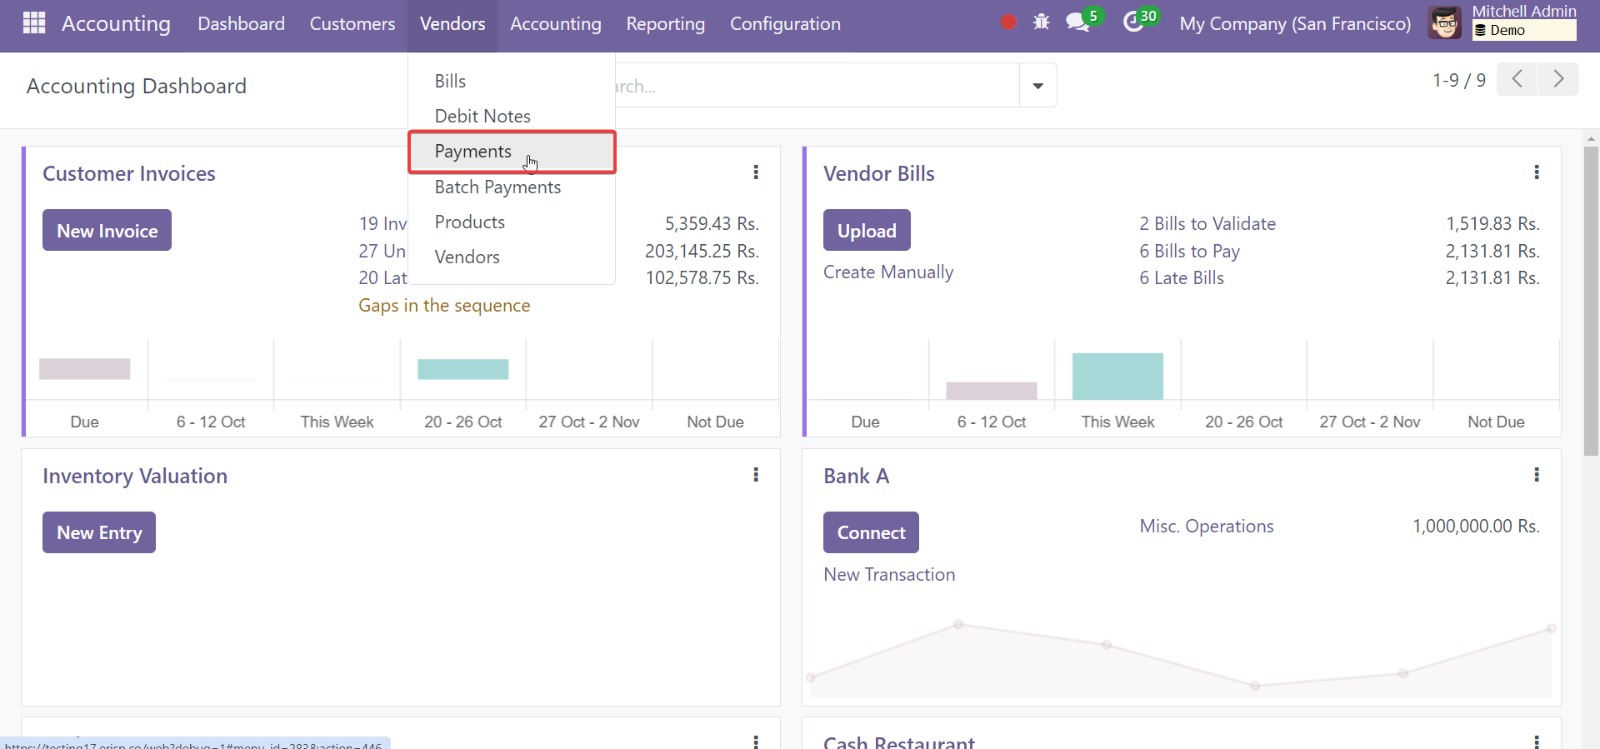 Accounting Dashboard Customers Vendors Accounting Reporting Configuration 5 30 My Company (San Francisco) Mitchell Admin
Demo
Accounting Dashboard
Bills
Debit Notes
Payments
Batch Payments
Products
Vendors
1-9 / 9
Customer Invoices
New Invoice
19 Inv 5,359.43 Rs.
27 Un 203,145.25 Rs.
20 Lat 102,578.75 Rs.
Gaps in the sequence
Due 6 - 12 Oct This Week 20 - 26 Oct 27 Oct - 2 Nov Not Due
Vendor Bills
Upload
Create Manually
2 Bills to Validate 1,519.83 Rs.
6 Bills to Pay 2,131.81 Rs.
6 Late Bills 2,131.81 Rs.
Due 6 - 12 Oct This Week 20 - 26 Oct 27 Oct - 2 Nov Not Due
Inventory Valuation
New Entry
Bank A
Connect
New Transaction
Misc. Operations 1,000,000.00 Rs.
Cash Restaurant